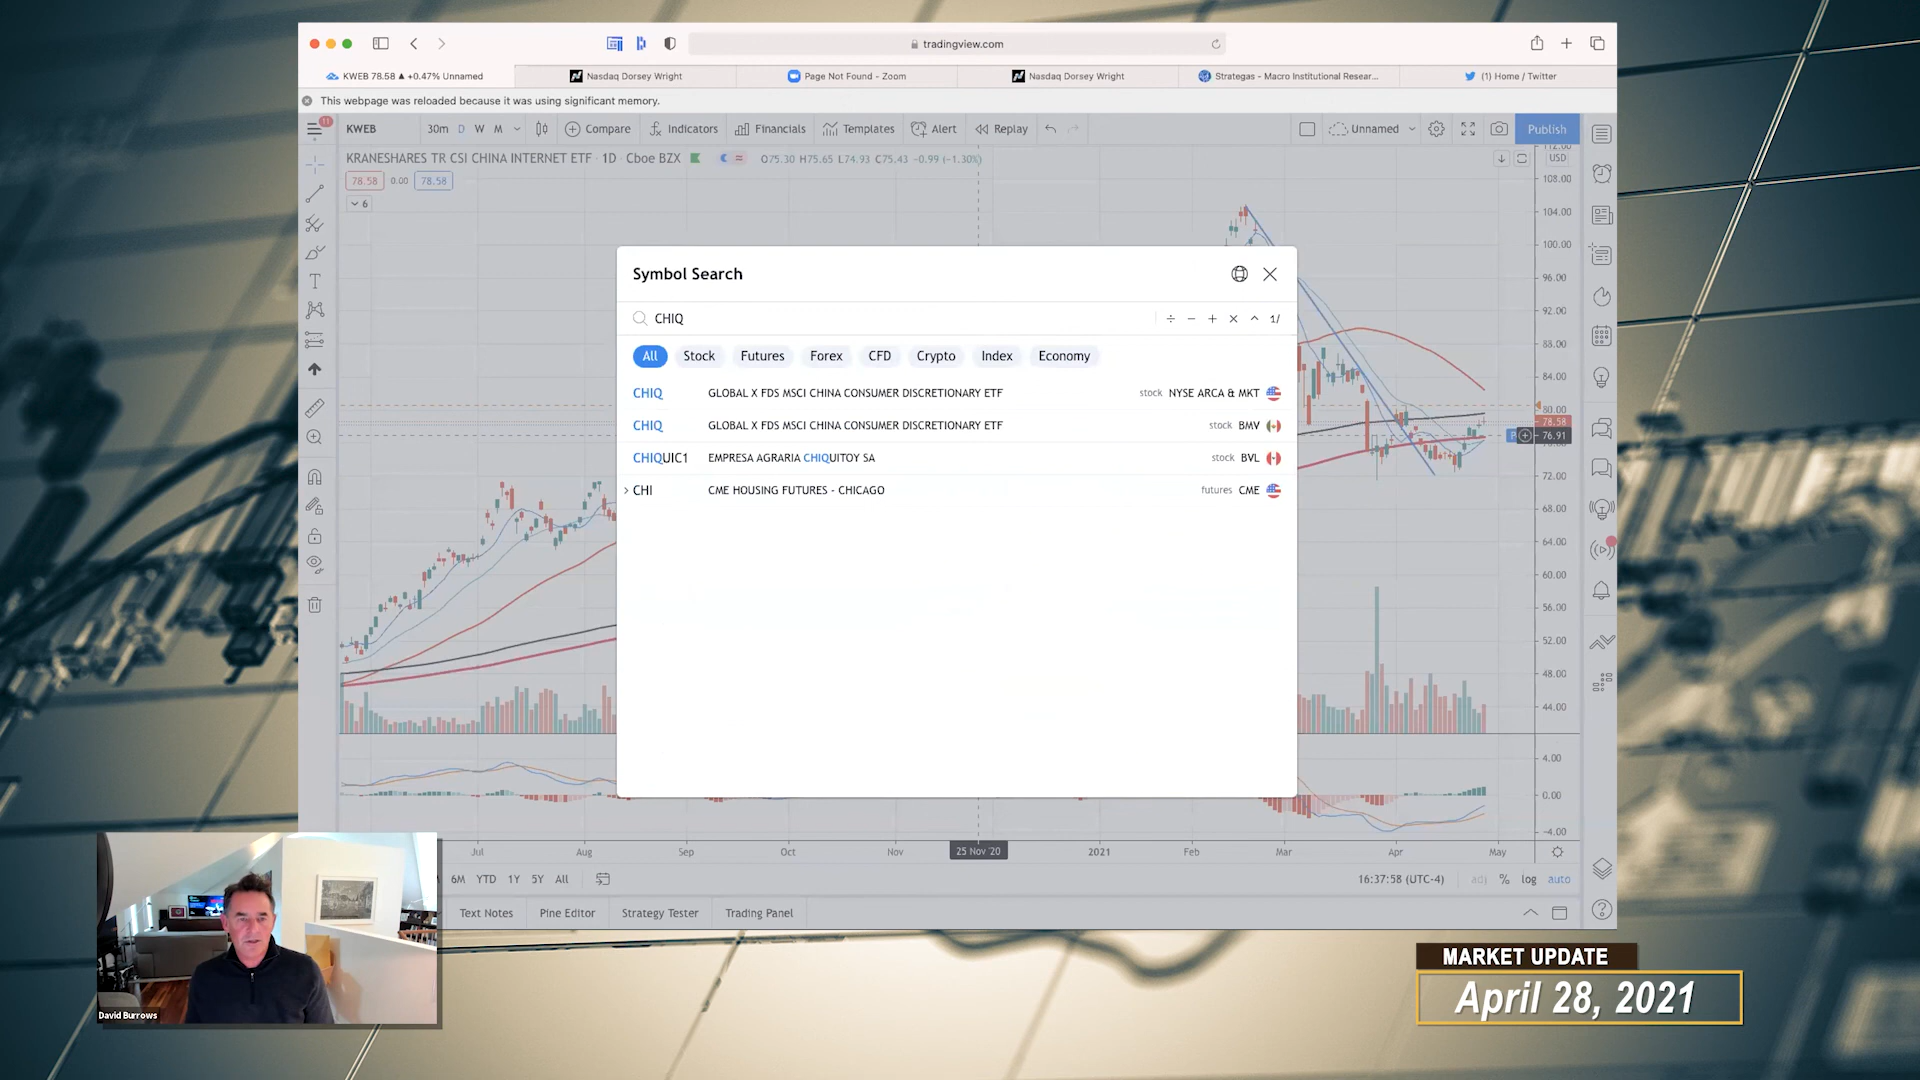 tradingview.com
KWEB 78.58 ▲ +0.47% Unnamed
Nasdaq Dorsey Wright
Page Not Found - Zoom
Nasdaq Dorsey Wright
Strategas - Macro Institutional Resear...
(1) Home / Twitter
This webpage was reloaded because it was using significant memory.
11
KWEB
30m D W M
Compare
Indicators
Financials
Templates
Alert
Replay
Unnamed
Publish
KRANESHARES TR CSI CHINA INTERNET ETF · 1D · Cboe BZX
O75.30 H75.65 L74.93 C75.43 -0.99 (-1.30%)
78.58 0.00 78.58
6
112.00
USD
108.00
104.00
100.00
96.00
92.00
88.00
84.00
80.00
78.58
76.91
72.00
68.00
64.00
60.00
56.00
52.00
48.00
44.00
4.00
0.00
-4.00
Symbol Search
CHIQ
÷ − + × ^ 1/
All Stock Futures Forex CFD Crypto Index Economy
CHIQ GLOBAL X FDS MSCI CHINA CONSUMER DISCRETIONARY ETF stock NYSE ARCA & MKT
CHIQ GLOBAL X FDS MSCI CHINA CONSUMER DISCRETIONARY ETF stock BMV
CHIQUIC1 EMPRESA AGRARIA CHIQUITOY SA stock BVL
CHI CME HOUSING FUTURES - CHICAGO futures CME
Jul Aug Sep Oct Nov 25 Nov '20 2021 Feb Mar Apr May
6M YTD 1Y 5Y All
16:37:58 (UTC-4) adj % log auto
Text Notes Pine Editor Strategy Tester Trading Panel
David Burrows
MARKET UPDATE
April 28, 2021